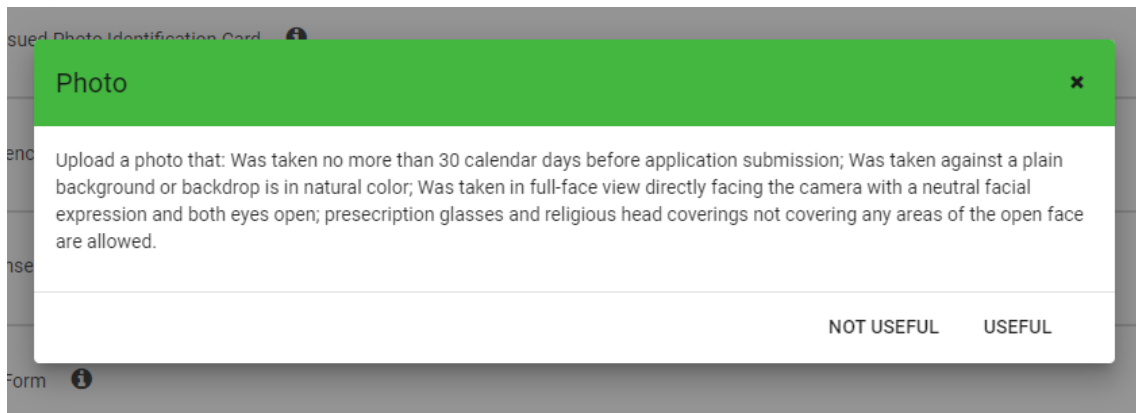 sued Photo Identification Card
Photo
enc
Upload a photo that: Was taken no more than 30 calendar days before application submission; Was taken against a plain
background or backdrop is in natural color; Was taken in full-face view directly facing the camera with a neutral facial
expression and both eyes open; presecription glasses and religious head coverings not covering any areas of the open face
are allowed.
nse
NOT USEFUL USEFUL
Form